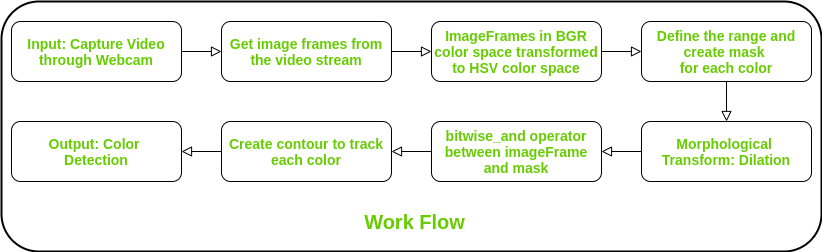 Input: Capture Video
through Webcam
Get image frames from
the video stream
ImageFrames in BGR
color space transformed
to HSV color space
Define the range and
create mask
for each color
Morphological
Transform: Dilation
bitwise_and operator
between imageFrame
and mask
Create contour to track
each color
Output: Color
Detection
Work Flow